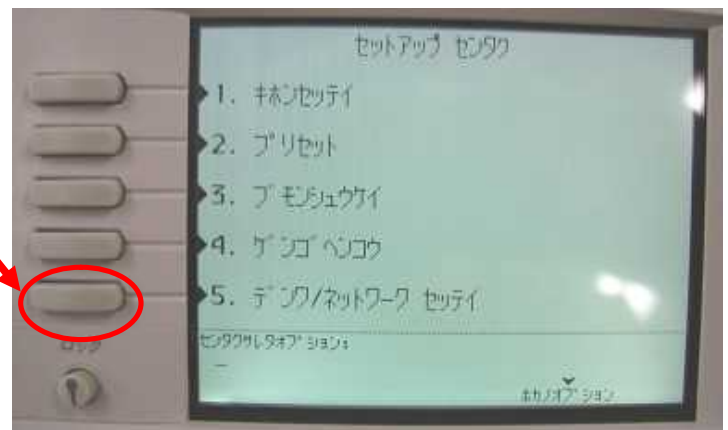 セットアップ センタク
1. キホンセッテイ
2. プリセット
3. ブモンシュウケイ
4. ゲンゴヘンコウ
5. デンワ/ネットワーク セッテイ
センタクサレタオプション:
ホカノオプション
ロック